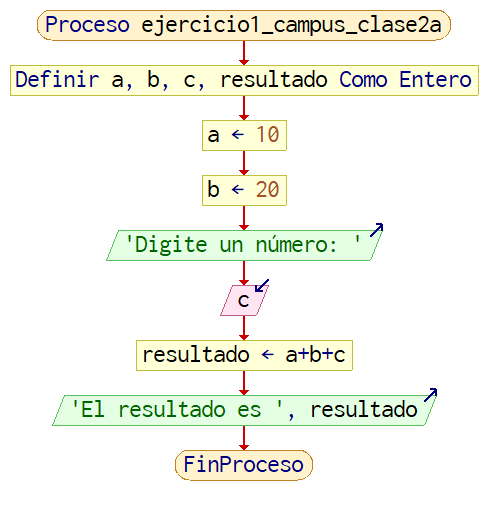 Proceso ejercicio1_campus_clase2a
Definir a, b, c, resultado Como Entero
a ← 10
b ← 20
'Digite un número: '
c
resultado ← a+b+c
'El resultado es ', resultado
FinProceso